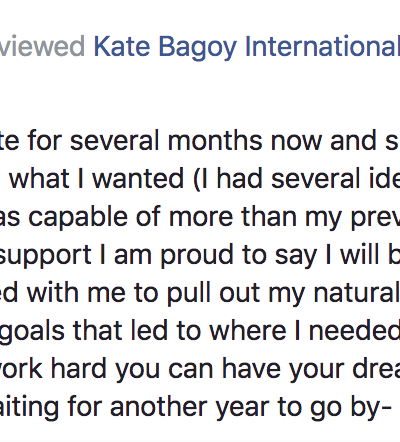 viewed Kate Bagoy International
te for several months now and s
what I wanted (I had several ide
as capable of more than my prev
support I am proud to say I will b
ed with me to pull out my natural
goals that led to where I needed
work hard you can have your drea
aiting for another year to go by-